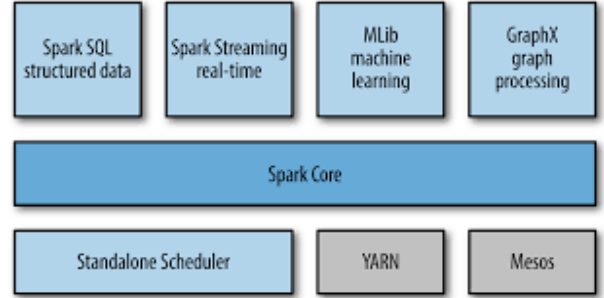 Spark SQL
structured data
Spark Streaming
real-time
MLib
machine
learning
GraphX
graph
processing
Spark Core
Standalone Scheduler
YARN
Mesos